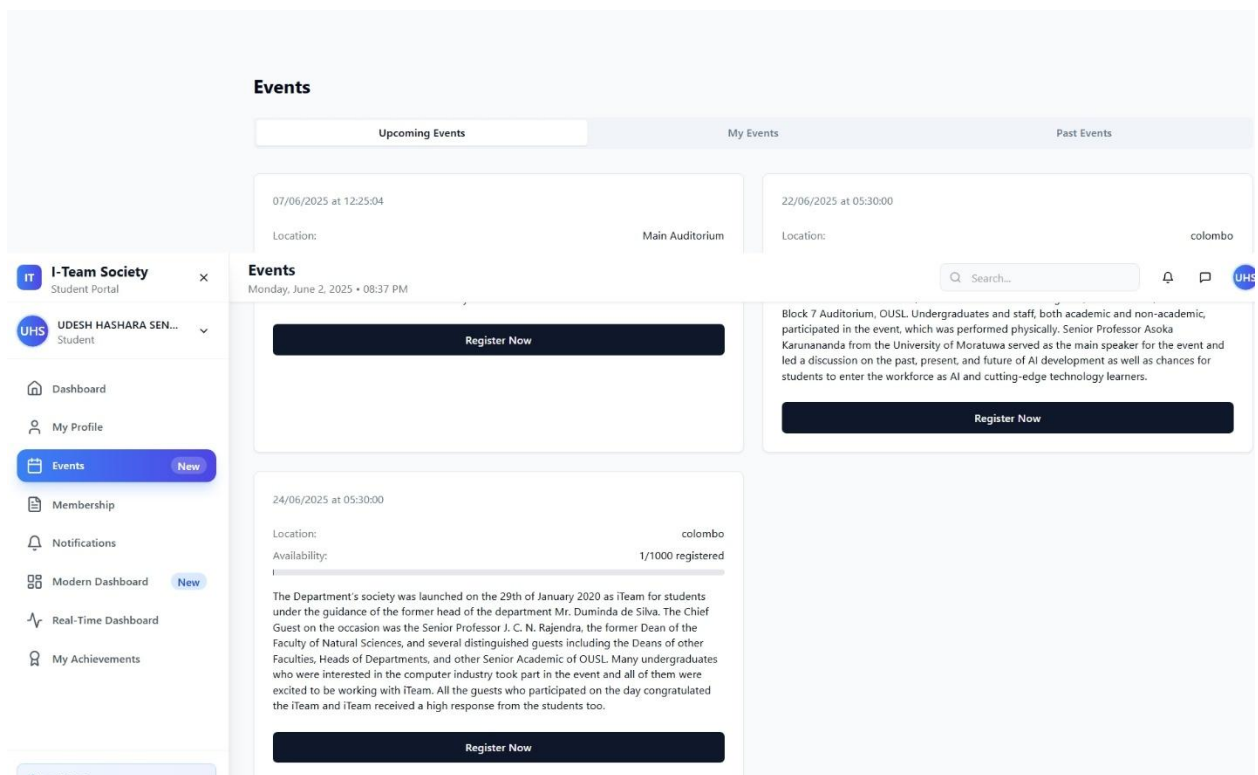 Events
Upcoming Events
My Events
Past Events
07/06/2025 at 12:25:04
Location:
Main Auditorium
22/06/2025 at 05:30:00
Location:
colombo
IT
I-Team Society
Student Portal
UHS
UDESH HASHARA SEN...
Student
Dashboard
My Profile
Events
New
Membership
Notifications
Modern Dashboard
New
Real-Time Dashboard
My Achievements
Events
Monday, June 2, 2025 • 08:37 PM
Search...
UHS
Register Now
Block 7 Auditorium, OUSL. Undergraduates and staff, both academic and non-academic,
participated in the event, which was performed physically. Senior Professor Asoka
Karunananda from the University of Moratuwa served as the main speaker for the event and
led a discussion on the past, present, and future of AI development as well as chances for
students to enter the workforce as AI and cutting-edge technology learners.
Register Now
24/06/2025 at 05:30:00
Location:
colombo
Availability:
1/1000 registered
The Department's society was launched on the 29th of January 2020 as iTeam for students
under the guidance of the former head of the department Mr. Duminda de Silva. The Chief
Guest on the occasion was the Senior Professor J. C. N. Rajendra, the former Dean of the
Faculty of Natural Sciences, and several distinguished guests including the Deans of other
Faculties, Heads of Departments, and other Senior Academic of OUSL. Many undergraduates
who were interested in the computer industry took part in the event and all of them were
excited to be working with iTeam. All the guests who participated on the day congratulated
the iTeam and iTeam received a high response from the students too.
Register Now